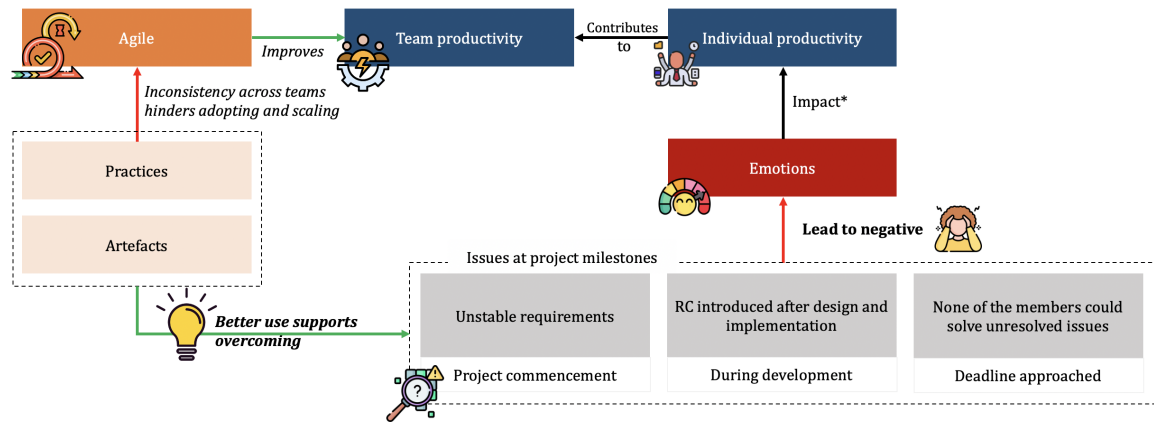 Agile
Improves
Team productivity
Contributes
to
Individual productivity
Inconsistency across teams
hinders adopting and scaling
Impact*
Practices
Artefacts
Emotions
Lead to negative
Issues at project milestones
Better use supports
overcoming
Unstable requirements
RC introduced after design and
implementation
None of the members could
solve unresolved issues
?
Project commencement
During development
Deadline approached